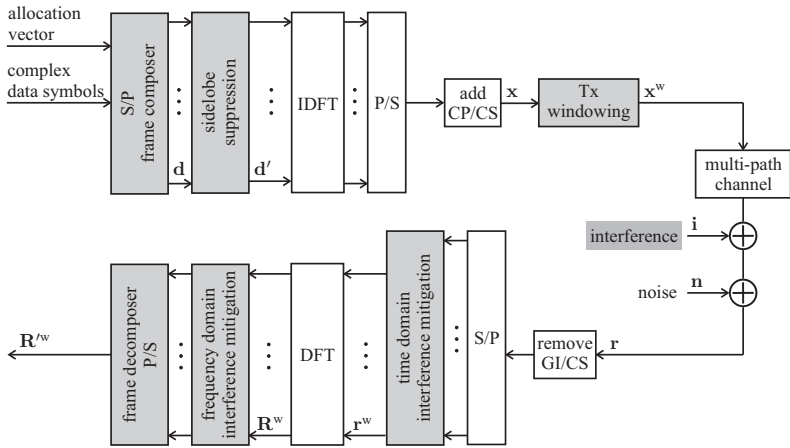 allocation
vector
complex
data symbols
S/P
frame composer
d
sidelobe
suppression
d′
IDFT
P/S
add
CP/CS
x
Tx
windowing
x^w
multi-path
channel
interference
i
noise
n
r
remove
GI/CS
S/P
time domain
interference mitigation
r^w
DFT
R^w
frequency domain
interference mitigation
frame decomposer
P/S
R′^w